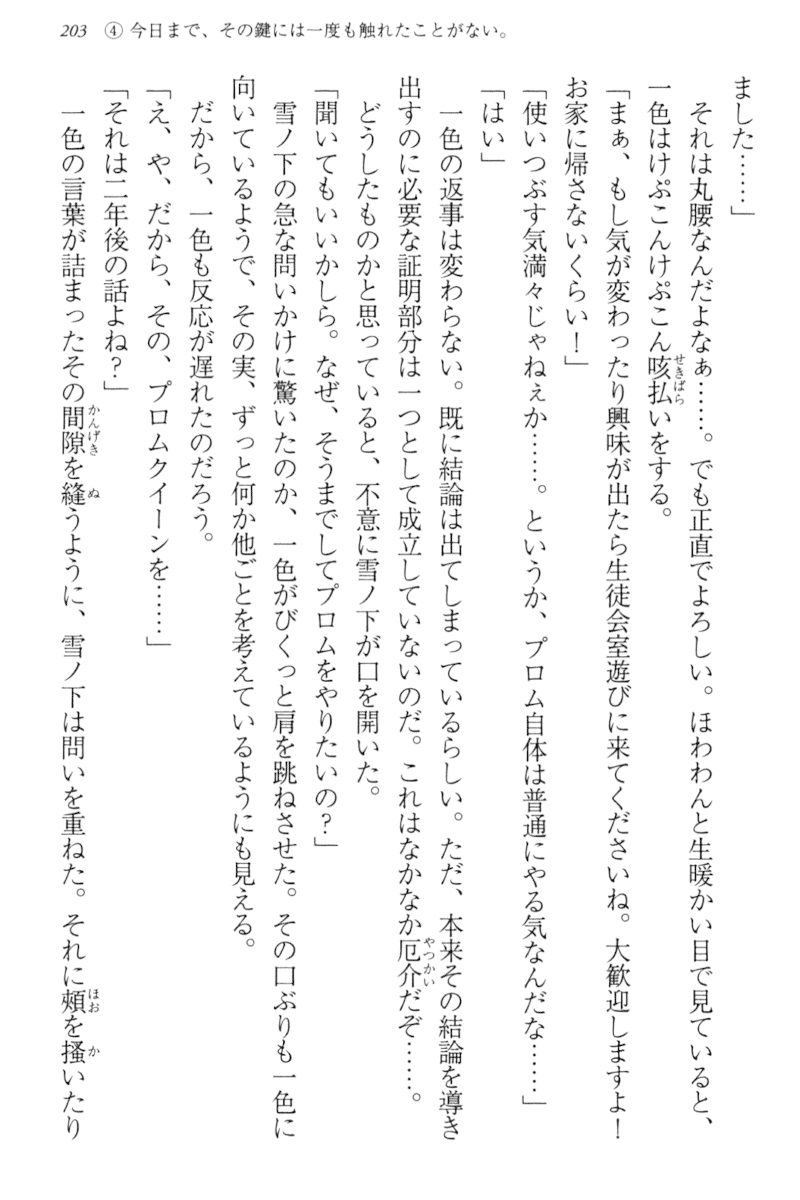 203 ④ 今日まで、その鍵には一度も触れたことがない。
ました……」
　それは丸腰なんだよなぁ……。でも正直でよろしい。ほわわんと生暖かい目で見ていると、
一色はけぷこんけぷこん咳払いをする。
「まぁ、もし気が変わったり興味が出たら生徒会室遊びに来てくださいね。大歓迎しますよ！
お家に帰さないくらい！」
「使いつぶす気満々じゃねぇか……。というか、プロム自体は普通にやる気なんだな……」
「はい」
　一色の返事は変わらない。既に結論は出てしまっているらしい。ただ、本来その結論を導き
出すのに必要な証明部分は一つとして成立していないのだ。これはなかなか厄介だぞ……。
　どうしたものかと思っていると、不意に雪ノ下が口を開いた。
「聞いてもいいかしら。なぜ、そうまでしてプロムをやりたいの？」
　雪ノ下の急な問いかけに驚いたのか、一色がびくっと肩を跳ねさせた。その口ぶりも一色に
向いているようで、その実、ずっと何か他ごとを考えているようにも見える。
　だから、一色も反応が遅れたのだろう。
「え、や、だから、その、プロムクイーンを……」
「それは二年後の話よね？」
　一色の言葉が詰まったその間隙を縫うように、雪ノ下は問いを重ねた。それに頬を掻いたり